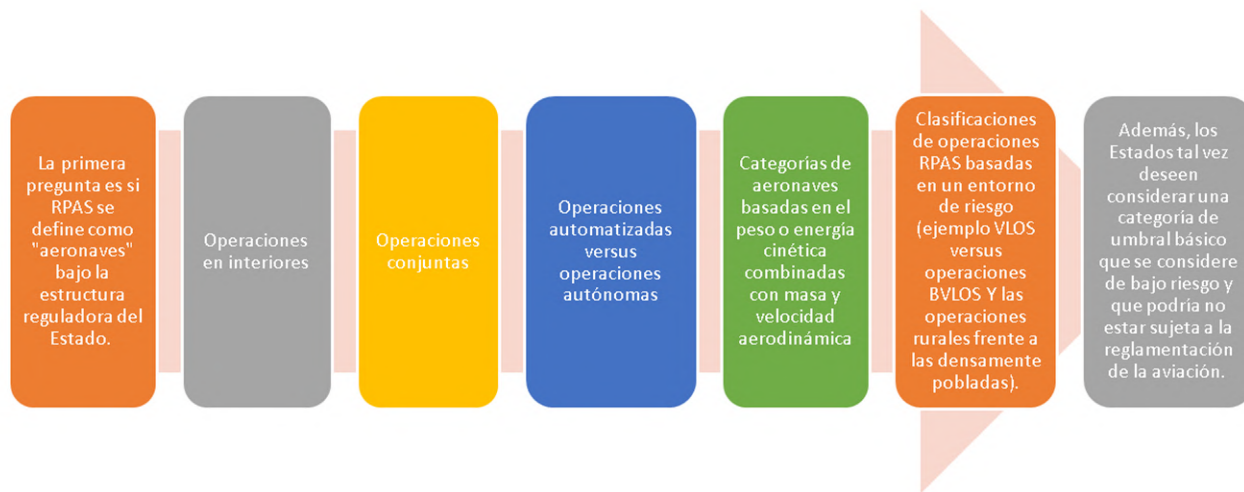 La primera
pregunta es si
RPAS se
define como
"aeronaves"
bajo la
estructura
reguladora del
Estado.
Operaciones
en interiores
Operaciones
conjuntas
Operaciones
automatizadas
versus
operaciones
autónomas
Categorías de
aeronaves
basadas en el
peso o energía
cinética
combinadas
con masa y
velocidad
aerodinámica
Clasificaciones
de operaciones
RPAS basadas
en un entorno
de riesgo
(ejemplo VLOS
versus
operaciones
BVLOS Y las
operaciones
rurales frente a
las densamente
pobladas).
Además, los
Estados tal vez
deseen
considerar una
categoría de
umbral básico
que se considere
de bajo riesgo y
que podría no
estar sujeta a la
reglamentación
de la aviación.